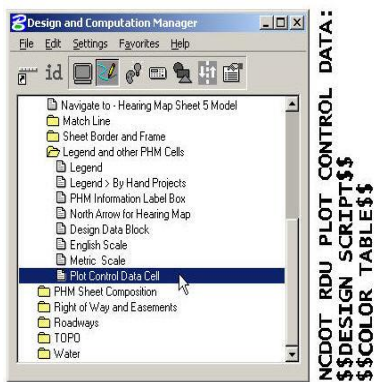 Design and Computation Manager
File Edit Settings Favorites Help
id
Navigate to - Hearing Map Sheet 5 Model
Match Line
Sheet Border and Frame
Legend and other PHM Cells
Legend
Legend > By Hand Projects
PHM Information Label Box
North Arrow for Hearing Map
Design Data Block
English Scale
Metric Scale
Plot Control Data Cell
PHM Sheet Composition
Right of Way and Easements
Roadways
TOPO
Water
NCDOT RDU PLOT CONTROL DATA:
$$DESIGN SCRIPT$$
$$COLOR TABLE$$